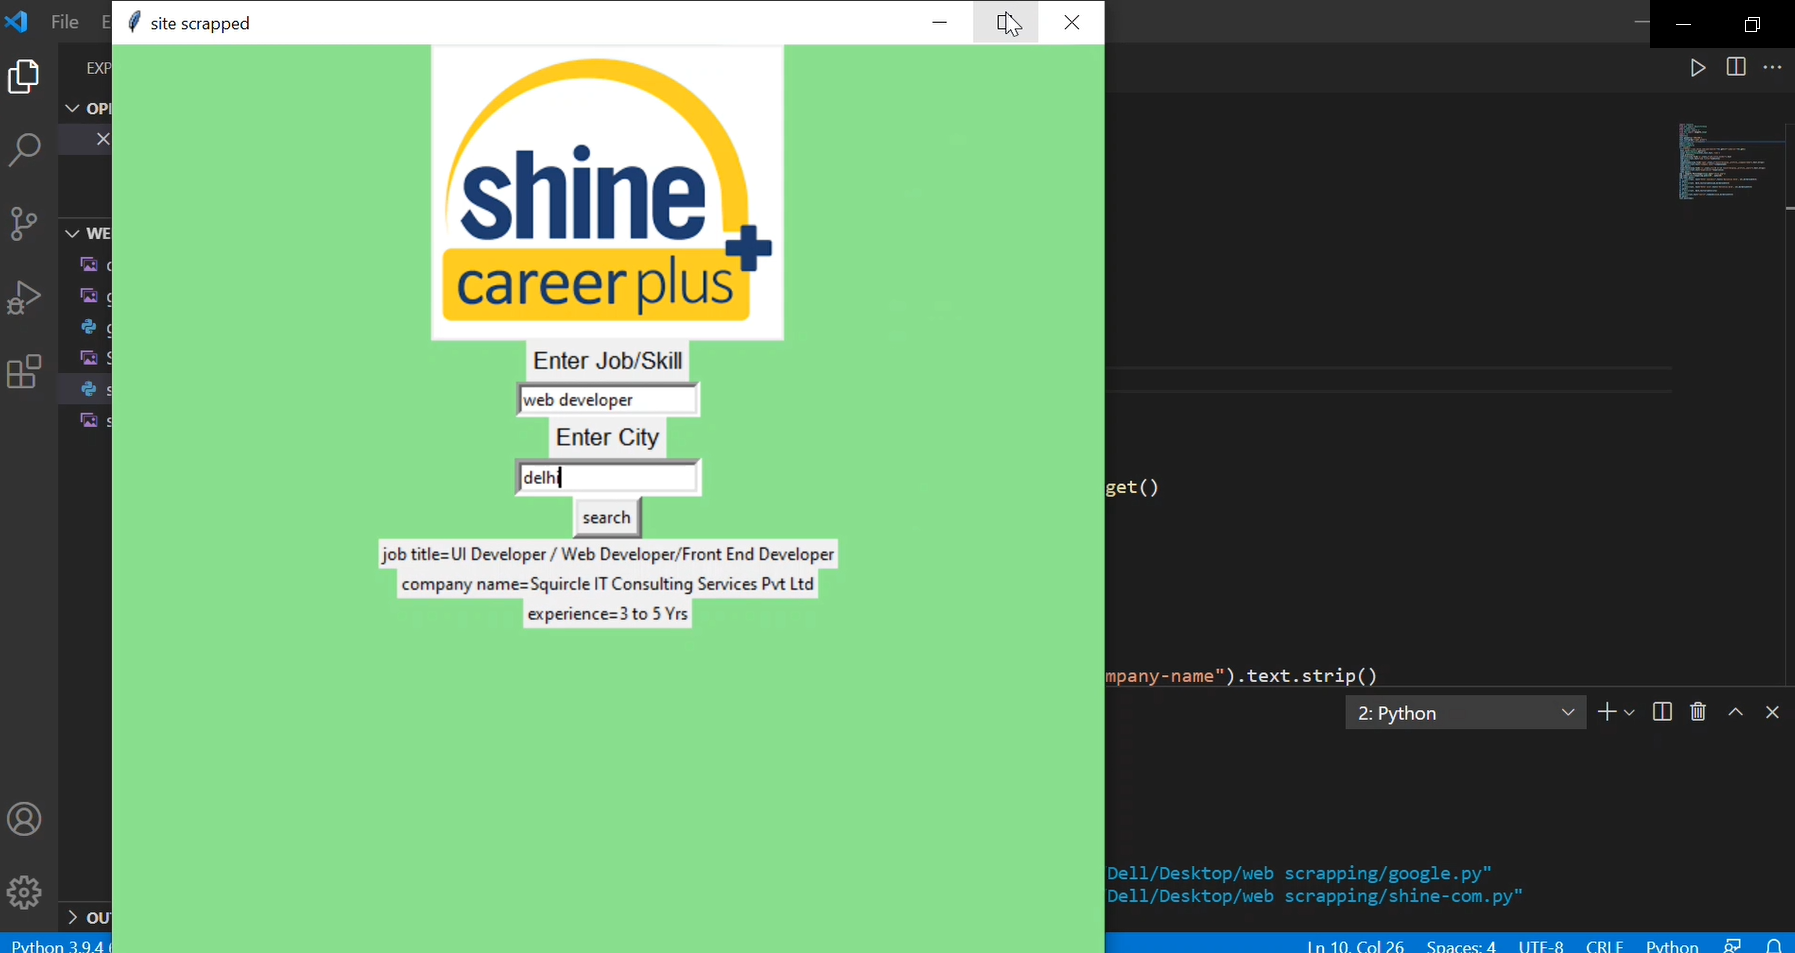 File
site scrapped
EXP
OPI
WE
shine
career plus
Enter Job/Skill
web developer
Enter City
delhi
search
job title=UI Developer / Web Developer/Front End Developer
company name=Squircle IT Consulting Services Pvt Ltd
experience=3 to 5 Yrs
get()
mpany-name").text.strip()
2: Python
Dell/Desktop/web scrapping/google.py"
Dell/Desktop/web scrapping/shine-com.py"
OUT
Python 3.9.4
Ln 10, Col 26
Spaces: 4
UTF-8
CRLF
Python